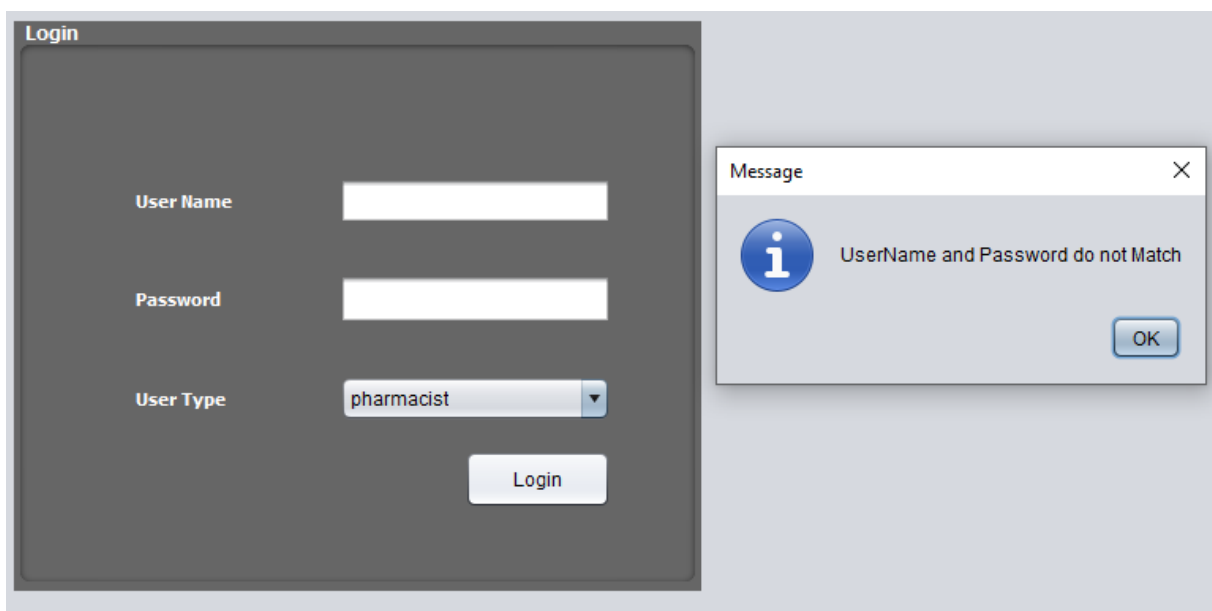 Login
User Name
Password
User Type
pharmacist
Login
Message
UserName and Password do not Match
OK